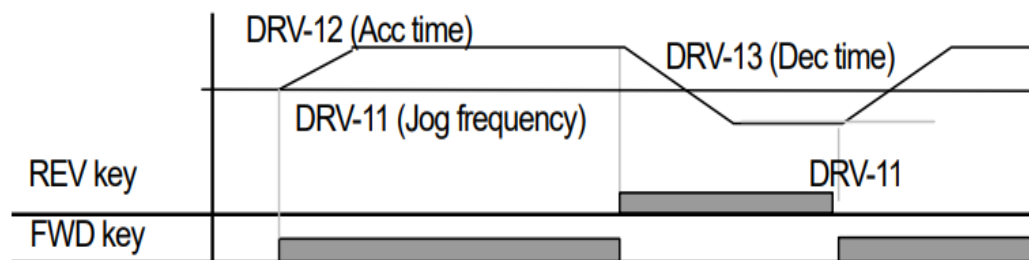 DRV-12 (Acc time)
DRV-13 (Dec time)
DRV-11 (Jog frequency)
REV key
DRV-11
FWD key